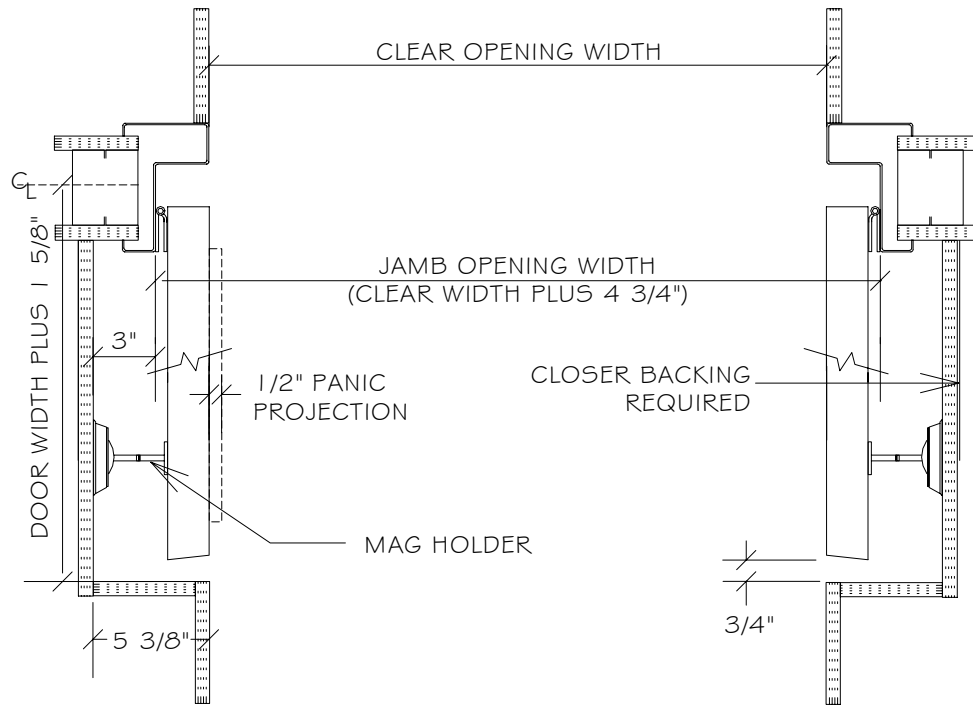 CLEAR OPENING WIDTH
CL
DOOR WIDTH PLUS 1 5/8"
JAMB OPENING WIDTH
(CLEAR WIDTH PLUS 4 3/4")
3"
1/2" PANIC
PROJECTION
CLOSER BACKING
REQUIRED
MAG HOLDER
5 3/8"
3/4"